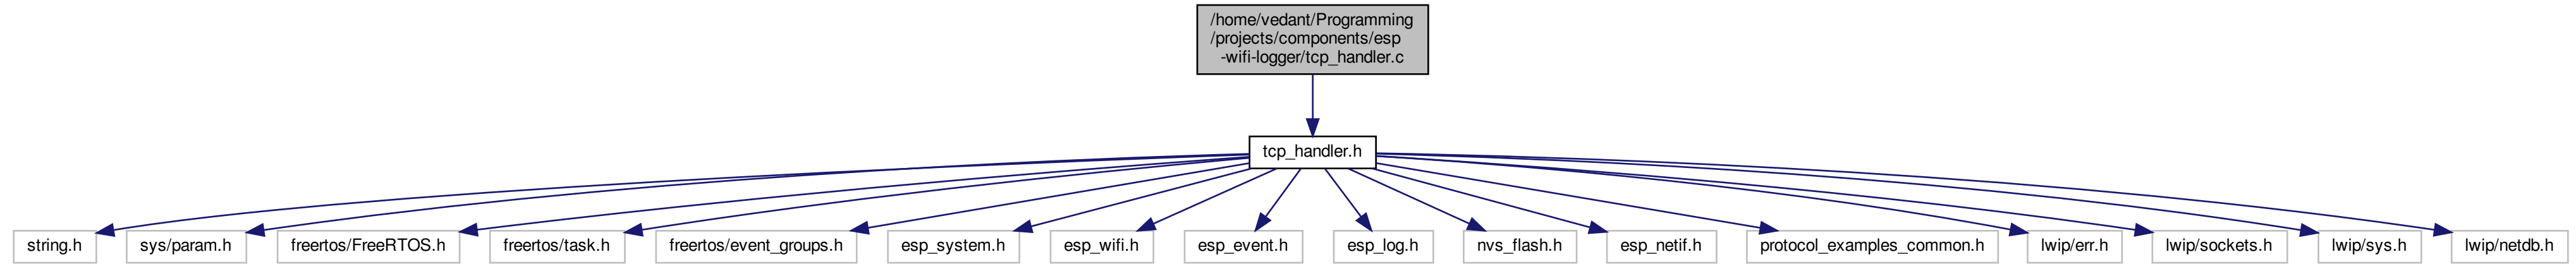 /home/vedant/Programming
/projects/components/esp
-wifi-logger/tcp_handler.c
tcp_handler.h
string.h
sys/param.h
freertos/FreeRTOS.h
freertos/task.h
freertos/event_groups.h
esp_system.h
esp_wifi.h
esp_event.h
esp_log.h
nvs_flash.h
esp_netif.h
protocol_examples_common.h
lwip/err.h
lwip/sockets.h
lwip/sys.h
lwip/netdb.h